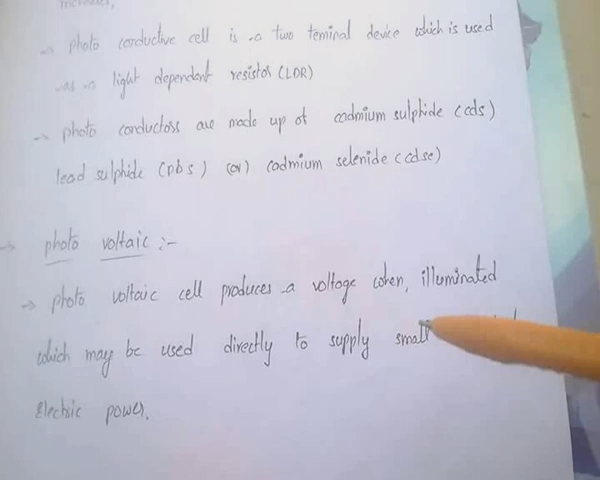 → photo conductive cell is a two teminal device which is used
as a light dependant resistor (LDR)
→ photo conductors are made up of cadmium sulphide (cds)
lead sulphide (pbs) (or) cadmium selenide (cdse)
→ photo voltaic :-
→ photo voltaic cell produces a voltage when, illuminated
which may be used directly to supply small
Electric power.